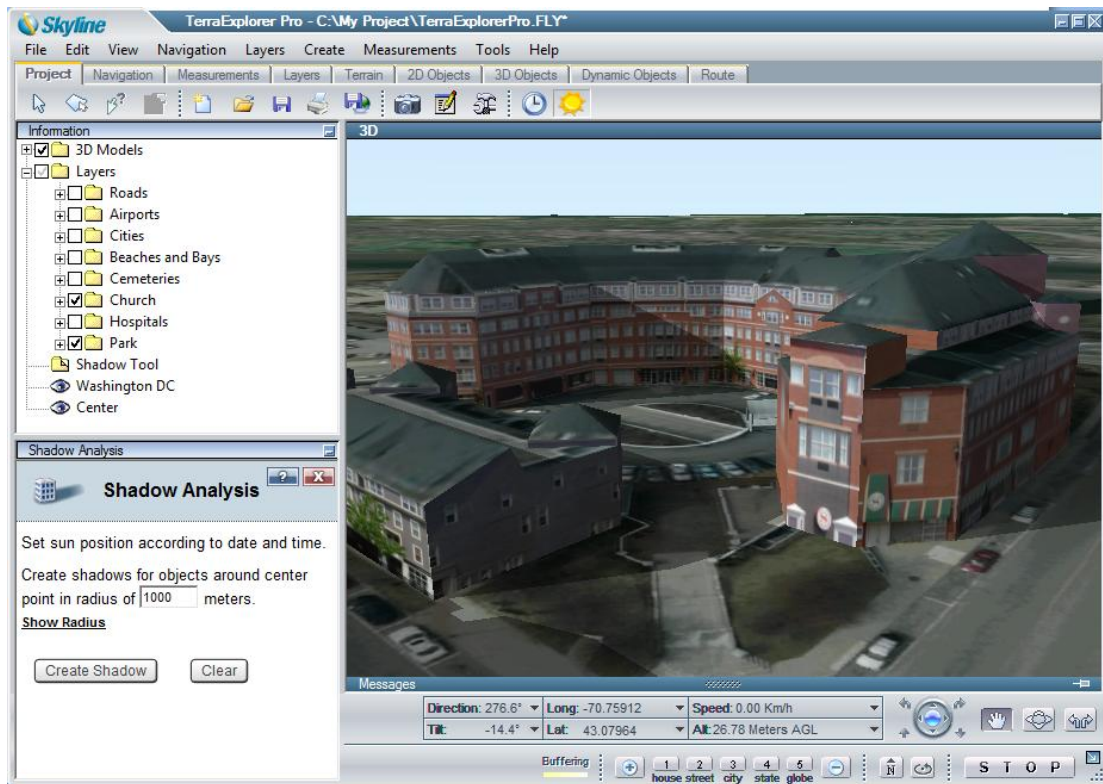 Skyline
TerraExplorer Pro - C:\My Project\TerraExplorerPro.FLY*
File Edit View Navigation Layers Create Measurements Tools Help
Project Navigation Measurements Layers Terrain 2D Objects 3D Objects Dynamic Objects Route
Information
3D Models
Layers
Roads
Airports
Cities
Beaches and Bays
Cemeteries
Church
Hospitals
Park
Shadow Tool
Washington DC
Center
Shadow Analysis
? X
Shadow Analysis
Set sun position according to date and time.
Create shadows for objects around center
point in radius of 1000 meters.
Show Radius
Create Shadow Clear
3D
Messages
Direction: 276.6° Long: -70.75912 Speed: 0.00 Km/h
Tilt: -14.4° Lat: 43.07964 Alt: 26.78 Meters AGL
Buffering
1 2 3 4 5
house street city state globe
N
S T O P